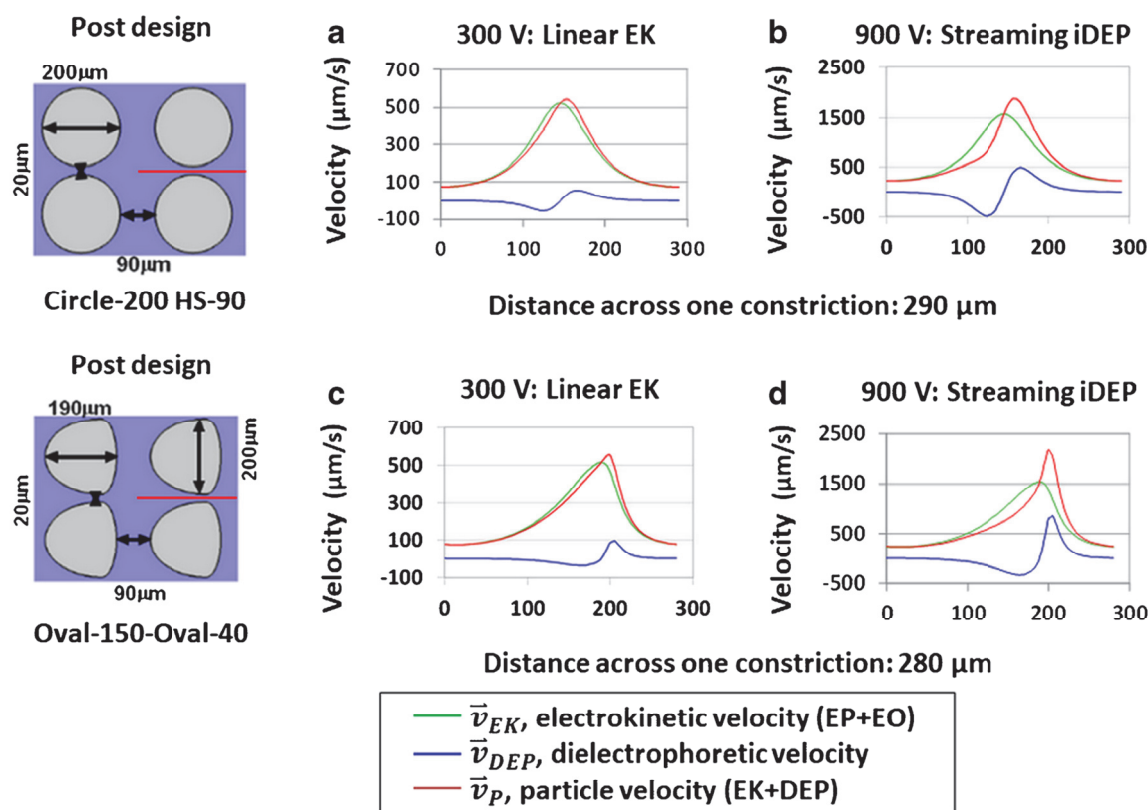 Post design
200μm
20μm
90μm
Circle-200 HS-90
a
300 V: Linear EK
Velocity (μm/s)
700
500
300
100
-100
0
100
200
300
b
900 V: Streaming iDEP
Velocity (μm/s)
2500
1500
500
-500
0
100
200
300
Distance across one constriction: 290 μm
Post design
190μm
200μm
20μm
90μm
Oval-150-Oval-40
c
300 V: Linear EK
Velocity (μm/s)
700
500
300
100
-100
0
100
200
300
d
900 V: Streaming iDEP
Velocity (μm/s)
2500
1500
500
-500
0
100
200
300
Distance across one constriction: 280 μm
v⃗_EK, electrokinetic velocity (EP+EO)
v⃗_DEP, dielectrophoretic velocity
v⃗_P, particle velocity (EK+DEP)